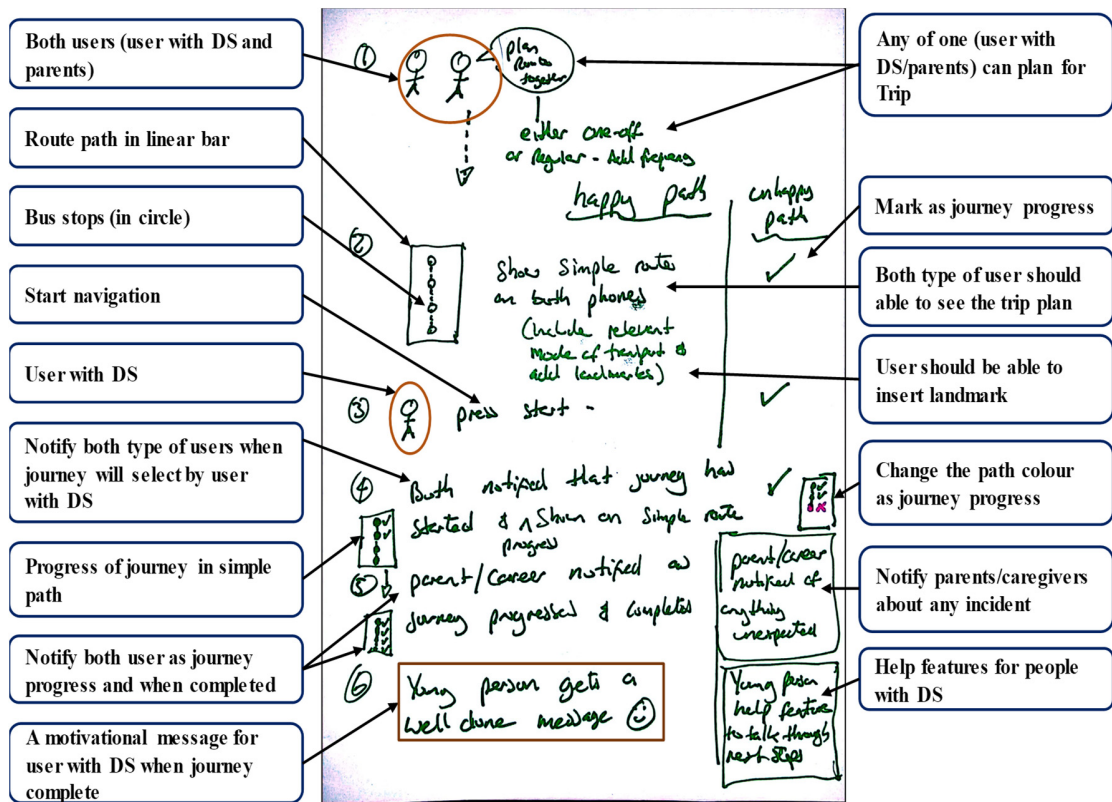 Both users (user with DS and
parents)
Route path in linear bar
Bus stops (in circle)
Start navigation
User with DS
Notify both type of users when
journey will select by user
with DS
Progress of journey in simple
path
Notify both user as journey
progress and when completed
A motivational message for
user with DS when journey
complete
①
plan
Route
together
either one-off
or Regular - Add frequency
happy path
unhappy
path
②
Show simple route
on both phones
(include relevant
mode of transport &
add landmarks)
③
press start -
④
Both notified that journey had
started & ^ shown on simple route
progress
⑤
parent/career notified as
journey progressed & completes
⑥
Young person gets a
well done message
parent/career
notified of
anything
unexpected
Young person
help feature
to talk through
next steps
Any of one (user with
DS/parents) can plan for
Trip
Mark as journey progress
Both type of user should
able to see the trip plan
User should be able to
insert landmark
Change the path colour
as journey progress
Notify parents/caregivers
about any incident
Help features for people
with DS